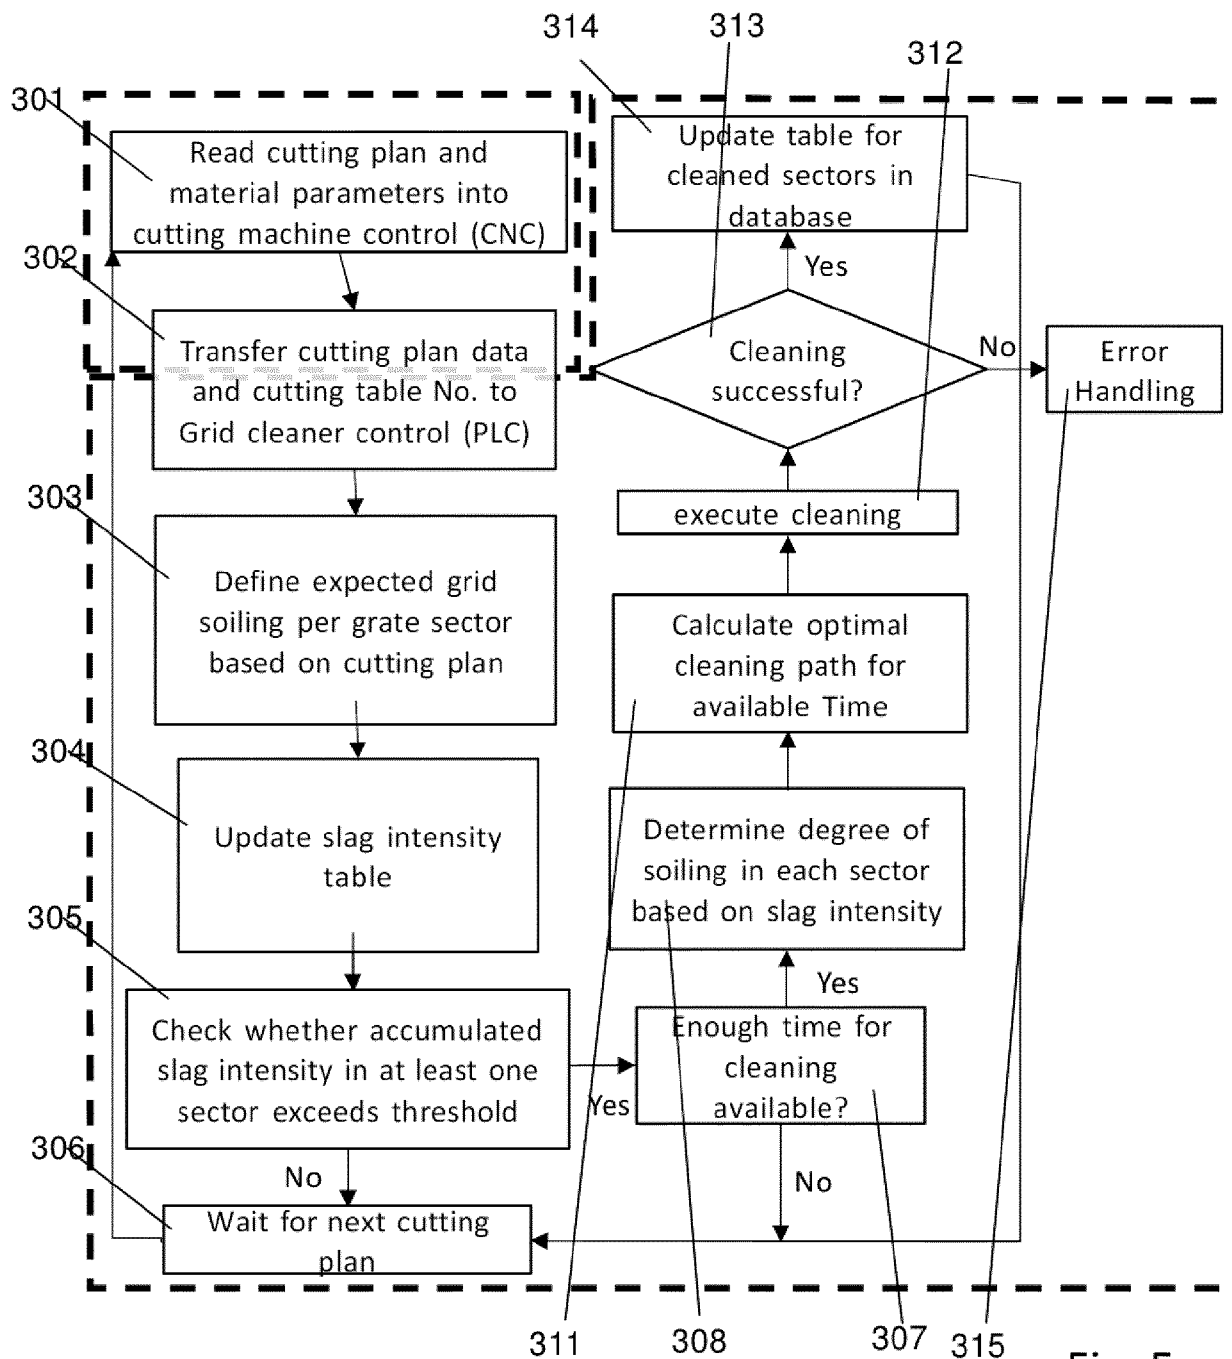 314
313
312
301
Read cutting plan and
material parameters into
cutting machine control (CNC)
Update table for
cleaned sectors in
database
302
Yes
Transfer cutting plan data
and cutting table No. to
Grid cleaner control (PLC)
Cleaning
successful?
No
Error
Handling
303
execute cleaning
Define expected grid
soiling per grate sector
based on cutting plan
Calculate optimal
cleaning path for
available Time
304
Update slag intensity
table
Determine degree of
soiling in each sector
based on slag intensity
305
Yes
Check whether accumulated
slag intensity in at least one
sector exceeds threshold
Yes
Enough time for
cleaning
available?
306
No
No
Wait for next cutting
plan
311
308
307
315